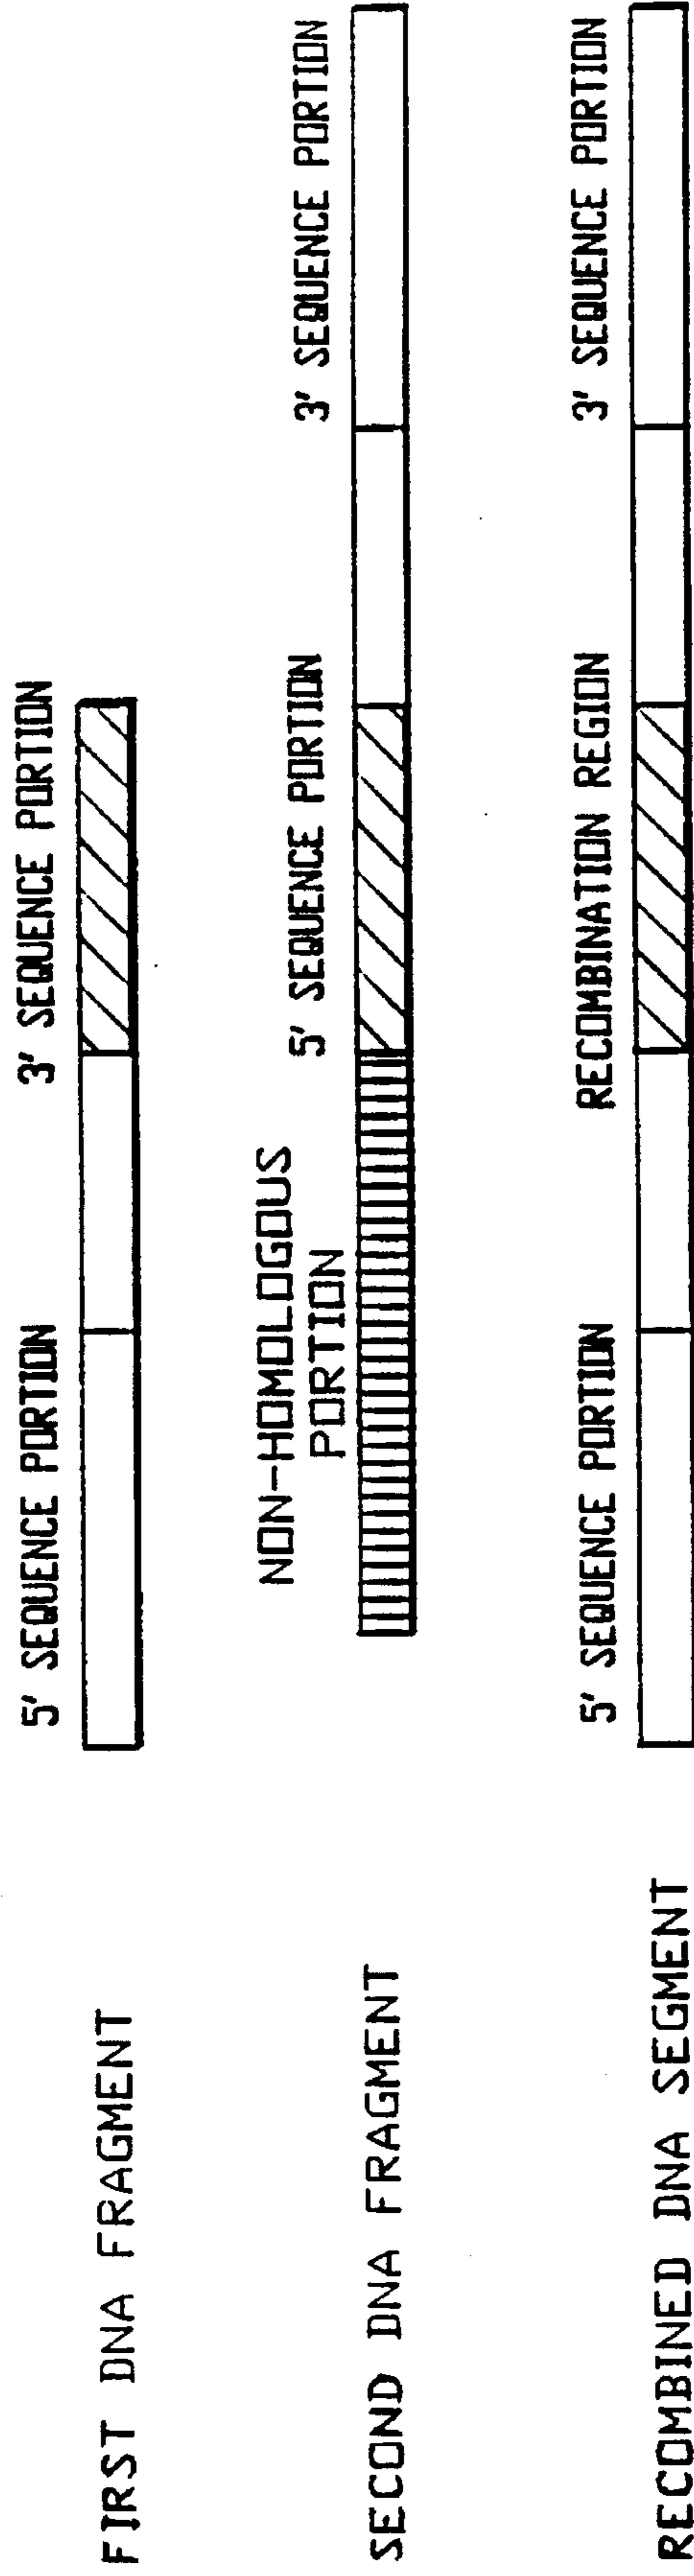 FIRST DNA FRAGMENT
5' SEQUENCE PORTION
3' SEQUENCE PORTION
SECOND DNA FRAGMENT
NON-HOMOLOGOUS
PORTION
5' SEQUENCE PORTION
3' SEQUENCE PORTION
RECOMBINED DNA SEGMENT
5' SEQUENCE PORTION
RECOMBINATION REGION
3' SEQUENCE PORTION